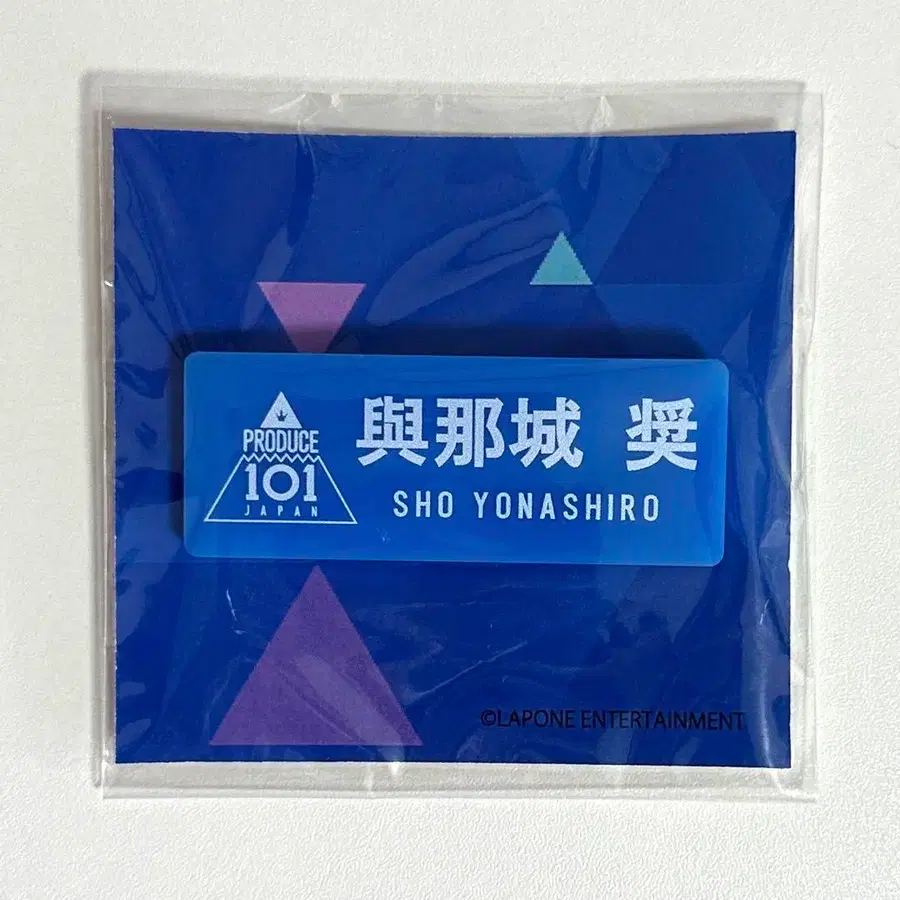 PRODUCE
101
JAPAN
與那城 奨
SHO YONASHIRO
©LAPONE ENTERTAINMENT